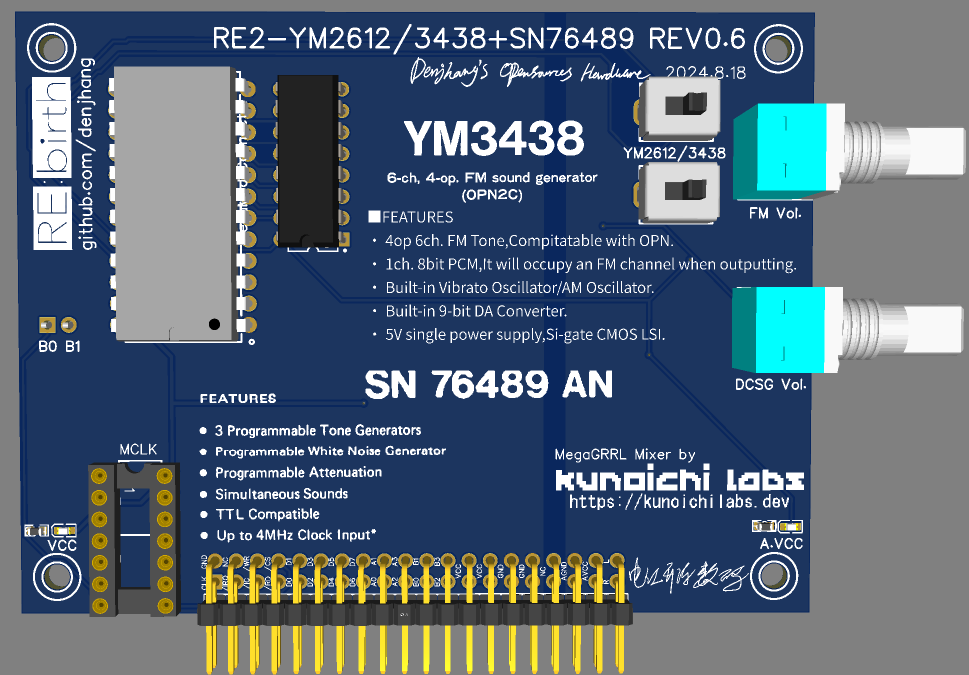 RE2-YM2612/3438+SN76489 REV0.6
Denjhang's Opensources Hardware 2024.8.18
RE:birth
github.com/denjhang
YM3438
YM2612/3438
6-ch, 4-op. FM sound generator
(OPN2C)
FM Vol.
■FEATURES
・ 4op 6ch. FM Tone,Compitatable with OPN.
・ 1ch. 8bit PCM,It will occupy an FM channel when outputting.
・ Built-in Vibrato Oscillator/AM Oscillator.
・ Built-in 9-bit DA Converter.
・ 5V single power supply,Si-gate CMOS LSI.
B0 B1
DCSG Vol.
SN 76489 AN
FEATURES
● 3 Programmable Tone Generators
● Programmable White Noise Generator
● Programmable Attenuation
● Simultaneous Sounds
● TTL Compatible
● Up to 4MHz Clock Input*
MCLK
1
MegaGRRL Mixer by
kunoichi labs
https://kunoichilabs.dev
VCC
A.VCC